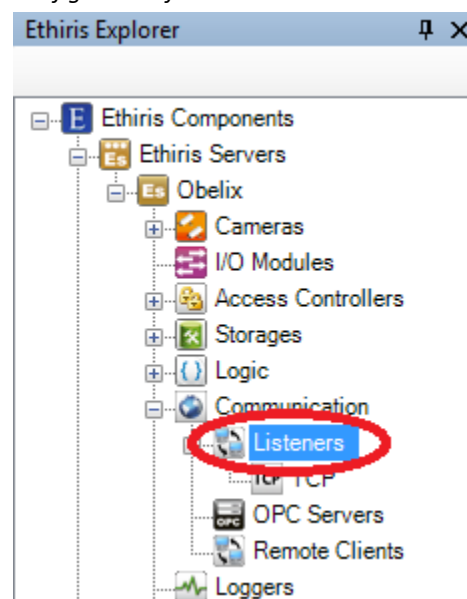 Ethiris Explorer
E Ethiris Components
Es Ethiris Servers
Es Obelix
Cameras
I/O Modules
Access Controllers
Storages
{} Logic
Communication
Listeners
TCP TCP
OPC OPC Servers
Remote Clients
Loggers